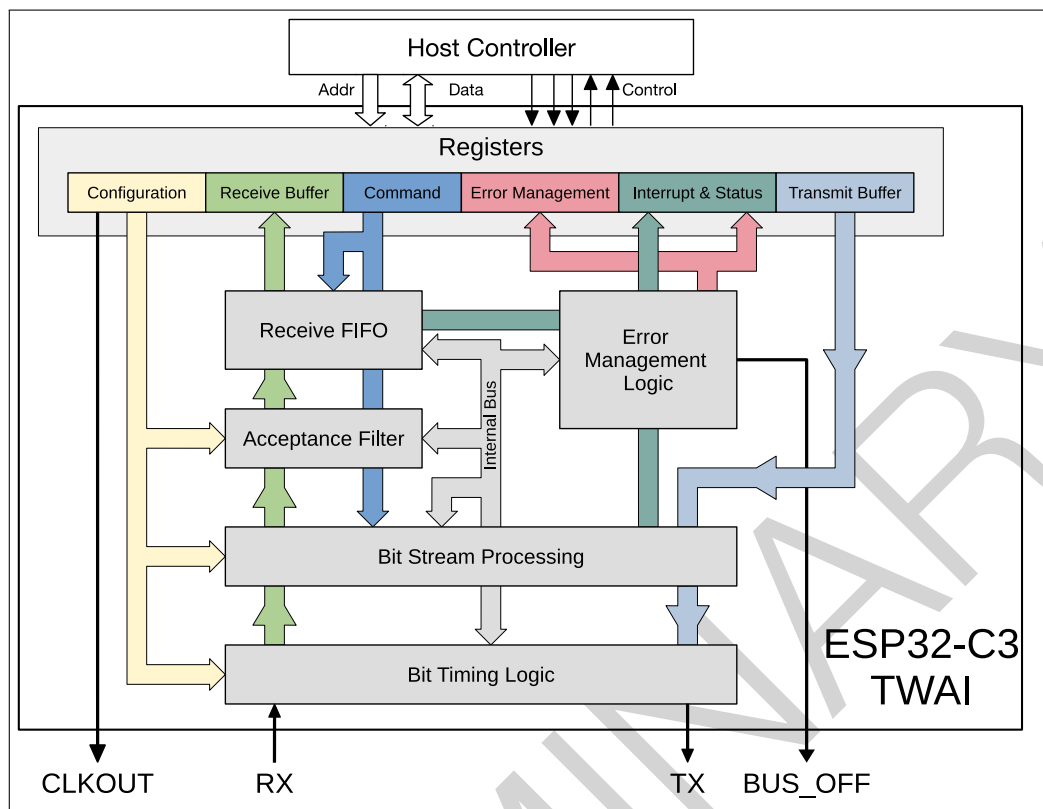 Host Controller
Addr
Data
Control
Registers
Configuration
Receive Buffer
Command
Error Management
Interrupt & Status
Transmit Buffer
Receive FIFO
Error
Management
Logic
Internal Bus
Acceptance Filter
Bit Stream Processing
Bit Timing Logic
ESP32-C3
TWAI
CLKOUT
RX
TX
BUS_OFF
MINARY